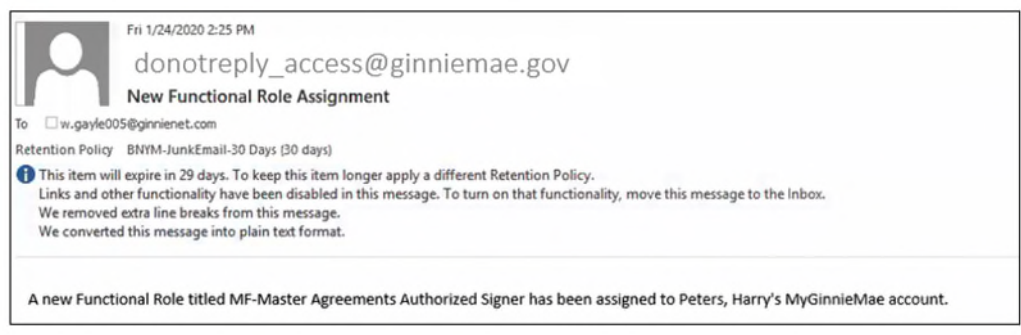 Fri 1/24/2020 2:25 PM
donotreply_access@ginniemae.gov
New Functional Role Assignment
To w.gayle005@ginnienet.com
Retention Policy BNYM-JunkEmail-30 Days (30 days)
This item will expire in 29 days. To keep this item longer apply a different Retention Policy.
Links and other functionality have been disabled in this message. To turn on that functionality, move this message to the Inbox.
We removed extra line breaks from this message.
We converted this message into plain text format.
A new Functional Role titled MF-Master Agreements Authorized Signer has been assigned to Peters, Harry's MyGinnieMae account.